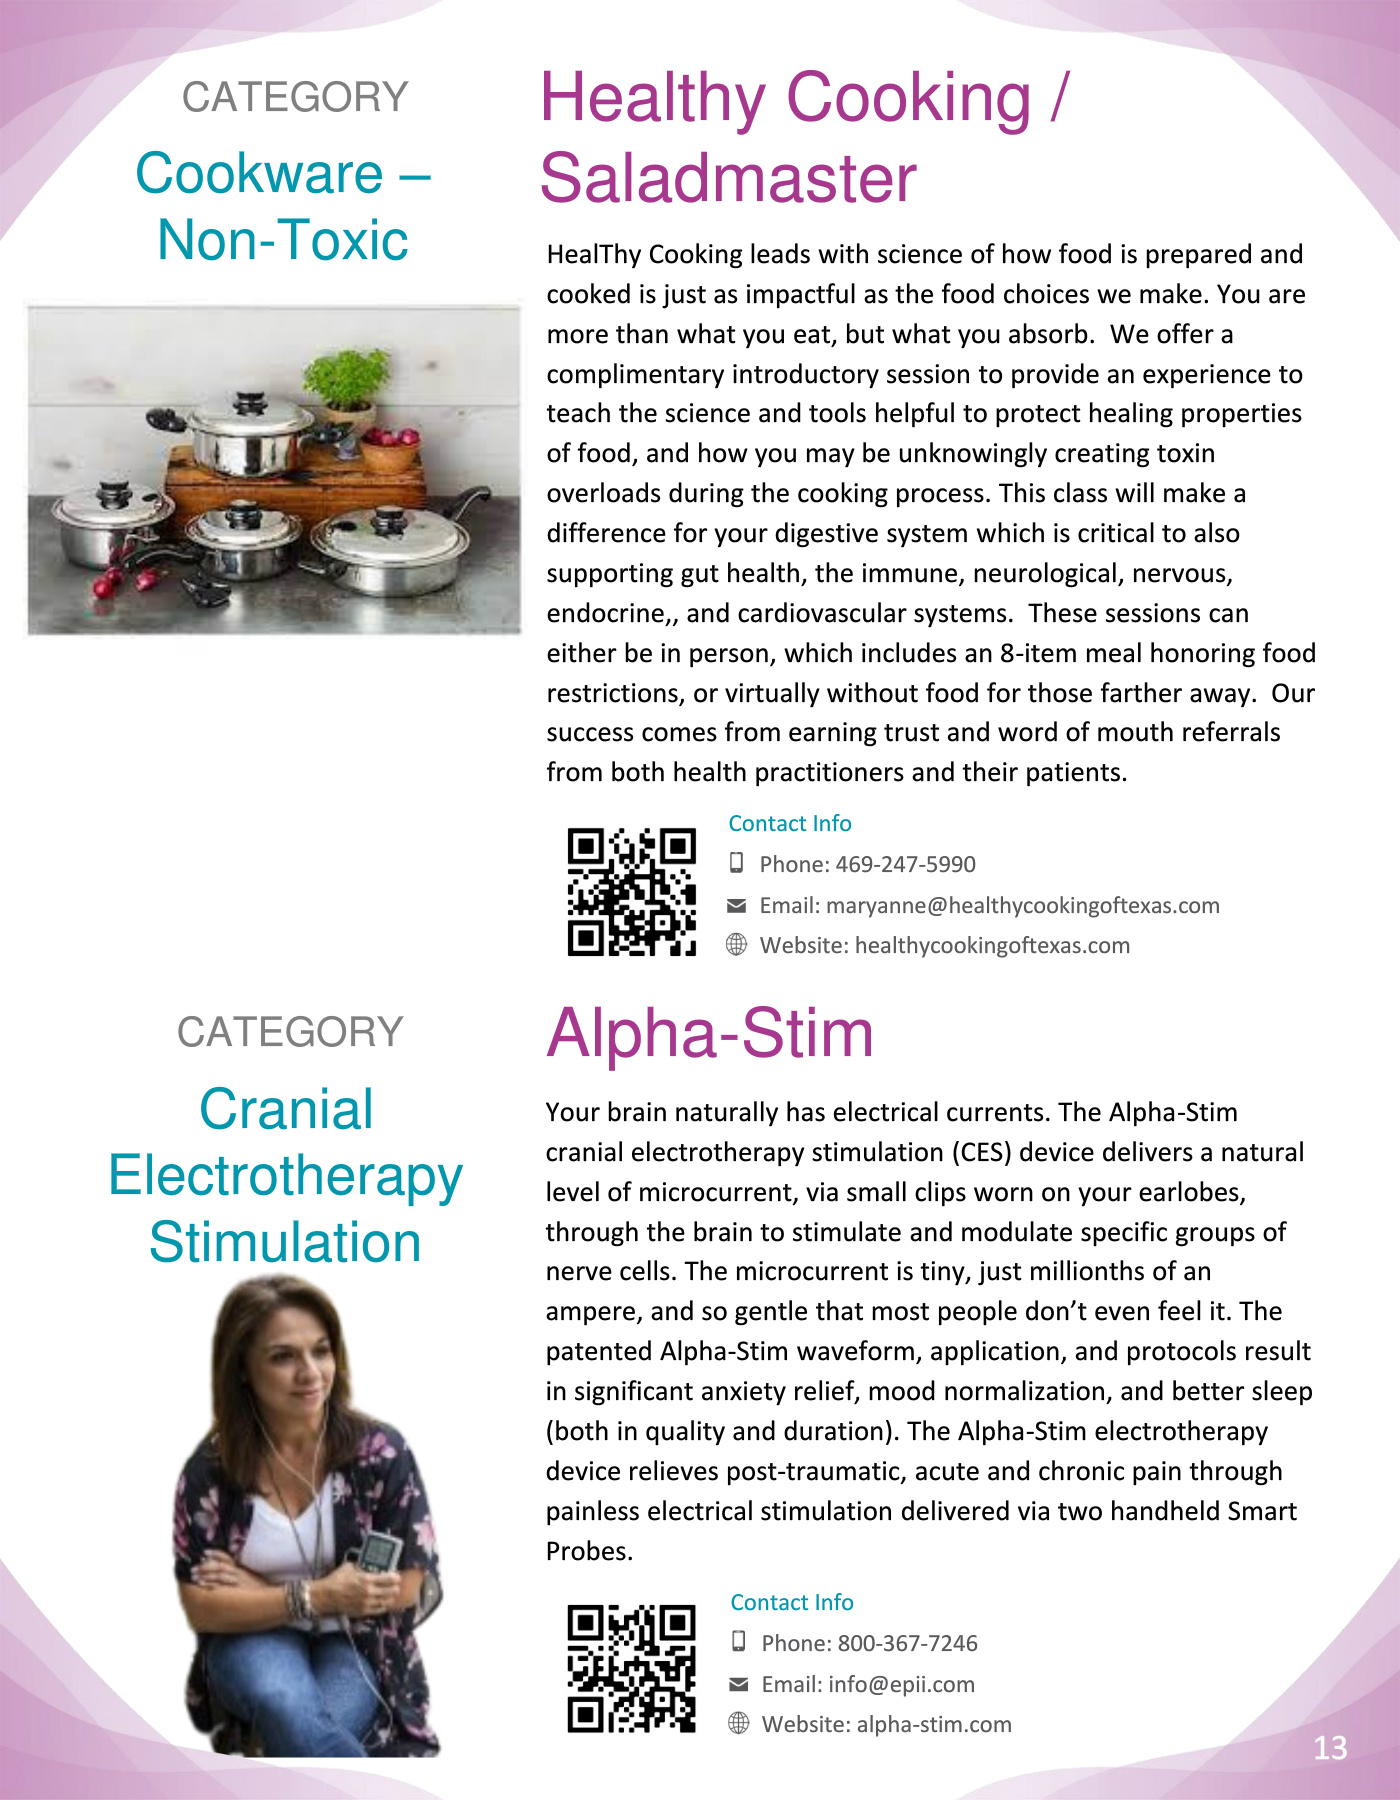 CATEGORY
Cookware –
Non-Toxic
Healthy Cooking /
Saladmaster
HealThy Cooking leads with science of how food is prepared and
cooked is just as impactful as the food choices we make. You are
more than what you eat, but what you absorb.  We offer a
complimentary introductory session to provide an experience to
teach the science and tools helpful to protect healing properties
of food, and how you may be unknowingly creating toxin
overloads during the cooking process. This class will make a
difference for your digestive system which is critical to also
supporting gut health, the immune, neurological, nervous,
endocrine,, and cardiovascular systems.  These sessions can
either be in person, which includes an 8-item meal honoring food
restrictions, or virtually without food for those farther away.  Our
success comes from earning trust and word of mouth referrals
from both health practitioners and their patients.
Contact Info
Phone: 469-247-5990
Email: maryanne@healthycookingoftexas.com
Website: healthycookingoftexas.com
CATEGORY
Cranial
Electrotherapy
Stimulation
Alpha-Stim
Your brain naturally has electrical currents. The Alpha-Stim
cranial electrotherapy stimulation (CES) device delivers a natural
level of microcurrent, via small clips worn on your earlobes,
through the brain to stimulate and modulate specific groups of
nerve cells. The microcurrent is tiny, just millionths of an
ampere, and so gentle that most people don’t even feel it. The
patented Alpha-Stim waveform, application, and protocols result
in significant anxiety relief, mood normalization, and better sleep
(both in quality and duration). The Alpha-Stim electrotherapy
device relieves post-traumatic, acute and chronic pain through
painless electrical stimulation delivered via two handheld Smart
Probes.
Contact Info
Phone: 800-367-7246
Email: info@epii.com
Website: alpha-stim.com
13